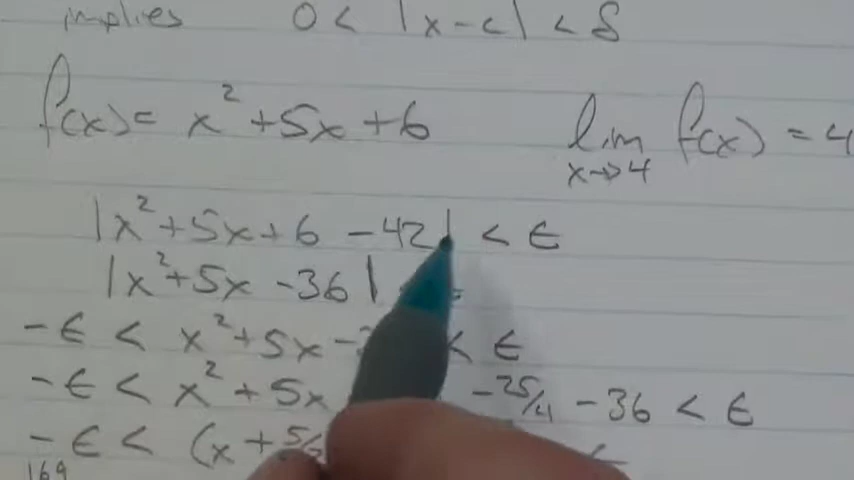 implies 0 < |x - c| < δ
f(x) = x² + 5x + 6 lim x→4 f(x) = 4
|x² + 5x + 6 - 42| < ϵ
|x² + 5x - 36|
-ϵ < x² + 5x - < ϵ
-ϵ < x² + 5x - 25/4 - 36 < ϵ
-ϵ < (x + 5/
169